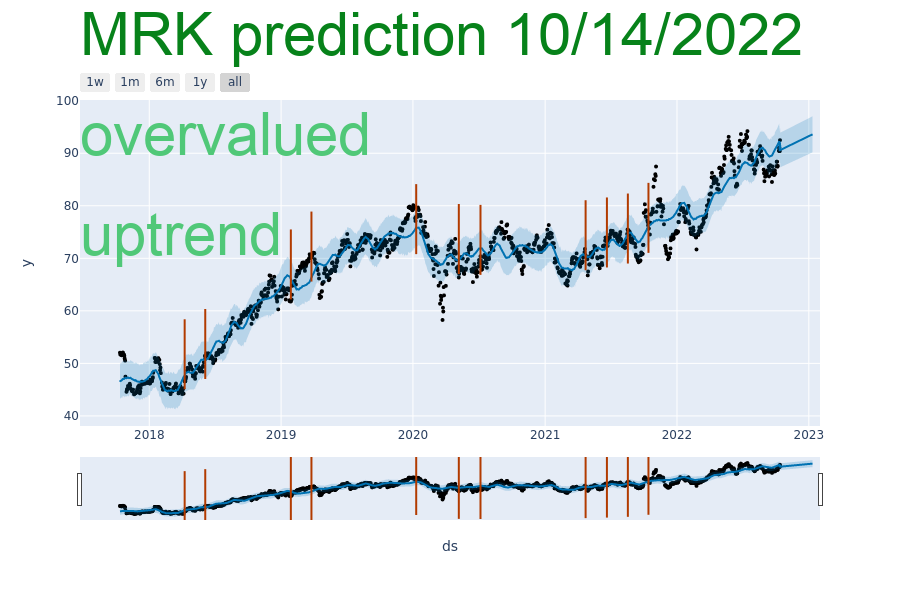 MRK prediction 10/14/2022
1w 1m 6m 1y all
overvalued
uptrend
100
90
80
70
60
50
40
y
2018 2019 2020 2021 2022 2023
ds